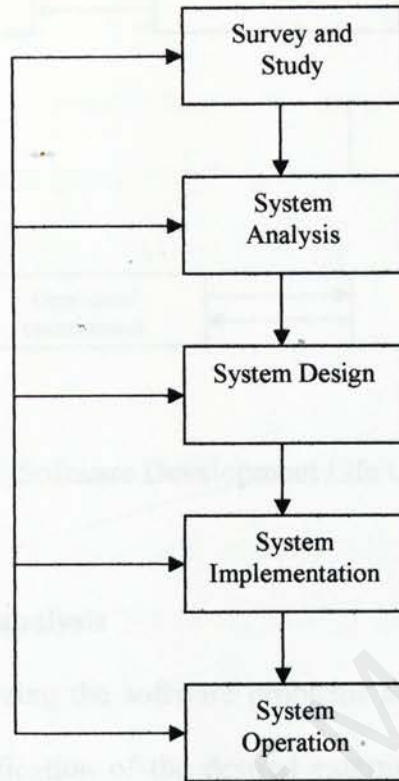 Survey and
Study
System
Analysis
System Design
Software Development Life
analysis
System
Implementation
the software
System
Operation
of the